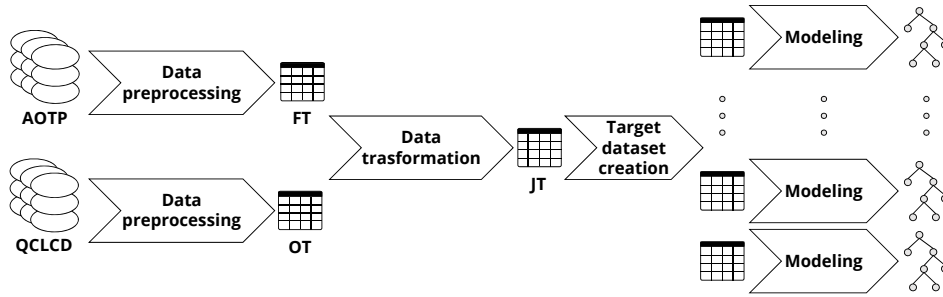 Modeling
Data
preprocessing
AOTP
FT
Data
trasformation
JT
Target
dataset
creation
Data
preprocessing
QCLCD
OT
Modeling
Modeling